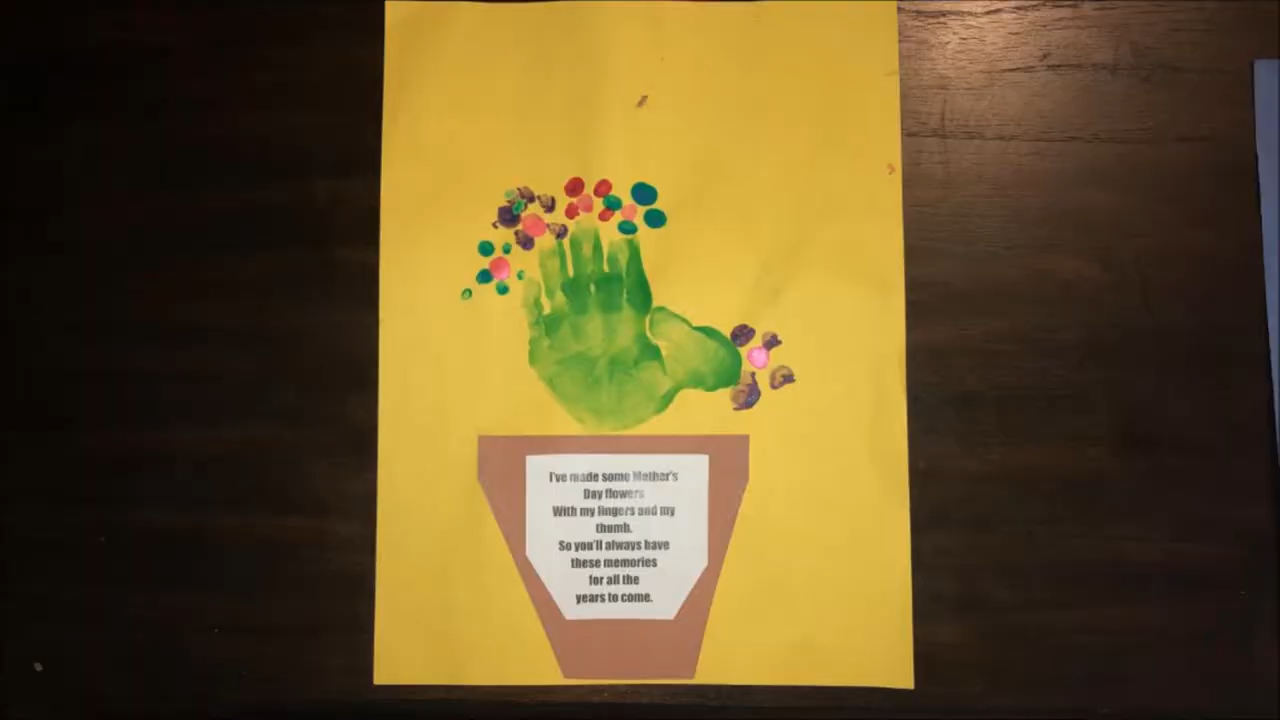 I've made some Mother's
Day flowers
With my fingers and my
thumb.
So you'll always have
these memories
for all the
years to come.